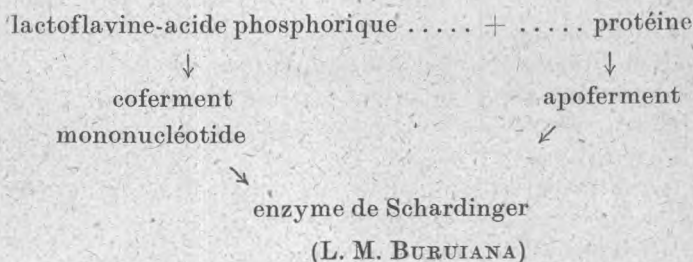 lactoflavine-acide phosphorique ..... + ..... protéine
↓ ↓
coferment apoferment
mononucléotide ↙
↘
enzyme de Schardinger
(L. M. BURUIANA)